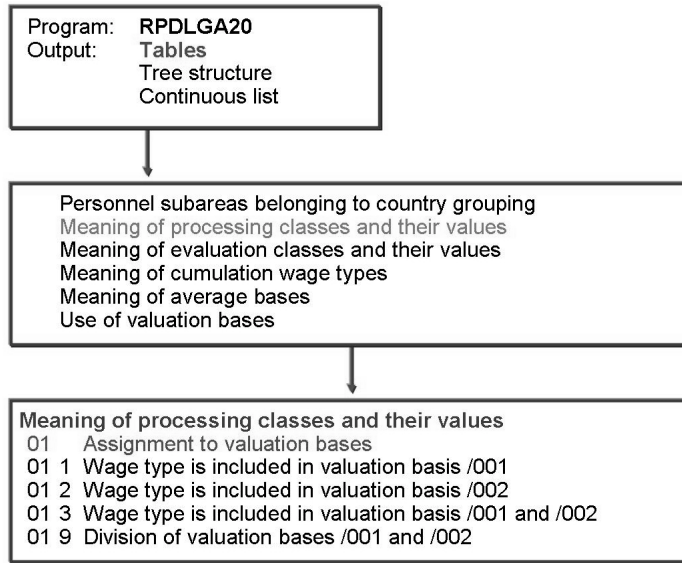 Program: RPDLGA20
Output: Tables
Tree structure
Continuous list
Personnel subareas belonging to country grouping
Meaning of processing classes and their values
Meaning of evaluation classes and their values
Meaning of cumulation wage types
Meaning of average bases
Use of valuation bases
Meaning of processing classes and their values
01 Assignment to valuation bases
01 1 Wage type is included in valuation basis /001
01 2 Wage type is included in valuation basis /002
01 3 Wage type is included in valuation basis /001 and /002
01 9 Division of valuation bases /001 and /002